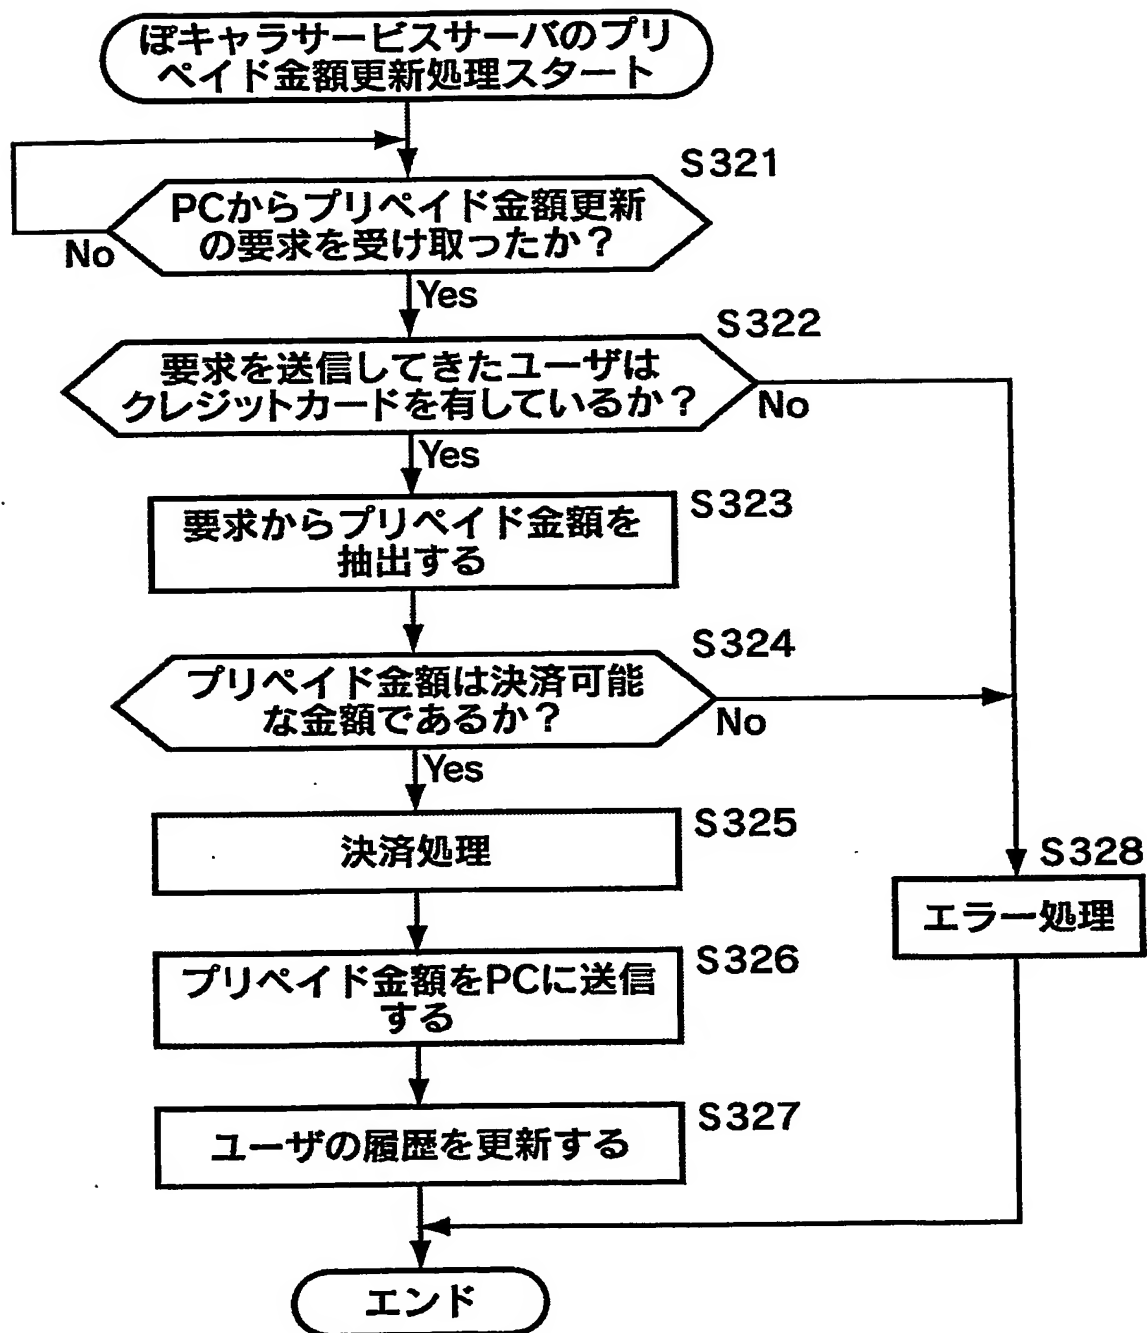 ぽキャラサービスサーバのプリ
ペイド金額更新処理スタート
S321
PCからプリペイド金額更新
の要求を受け取ったか？
No
Yes
S322
要求を送信してきたユーザは
クレジットカードを有しているか？
No
Yes
S323
要求からプリペイド金額を
抽出する
S324
プリペイド金額は決済可能
な金額であるか？
No
Yes
S325
決済処理
S328
エラー処理
S326
プリペイド金額をPCに送信
する
S327
ユーザの履歴を更新する
エンド